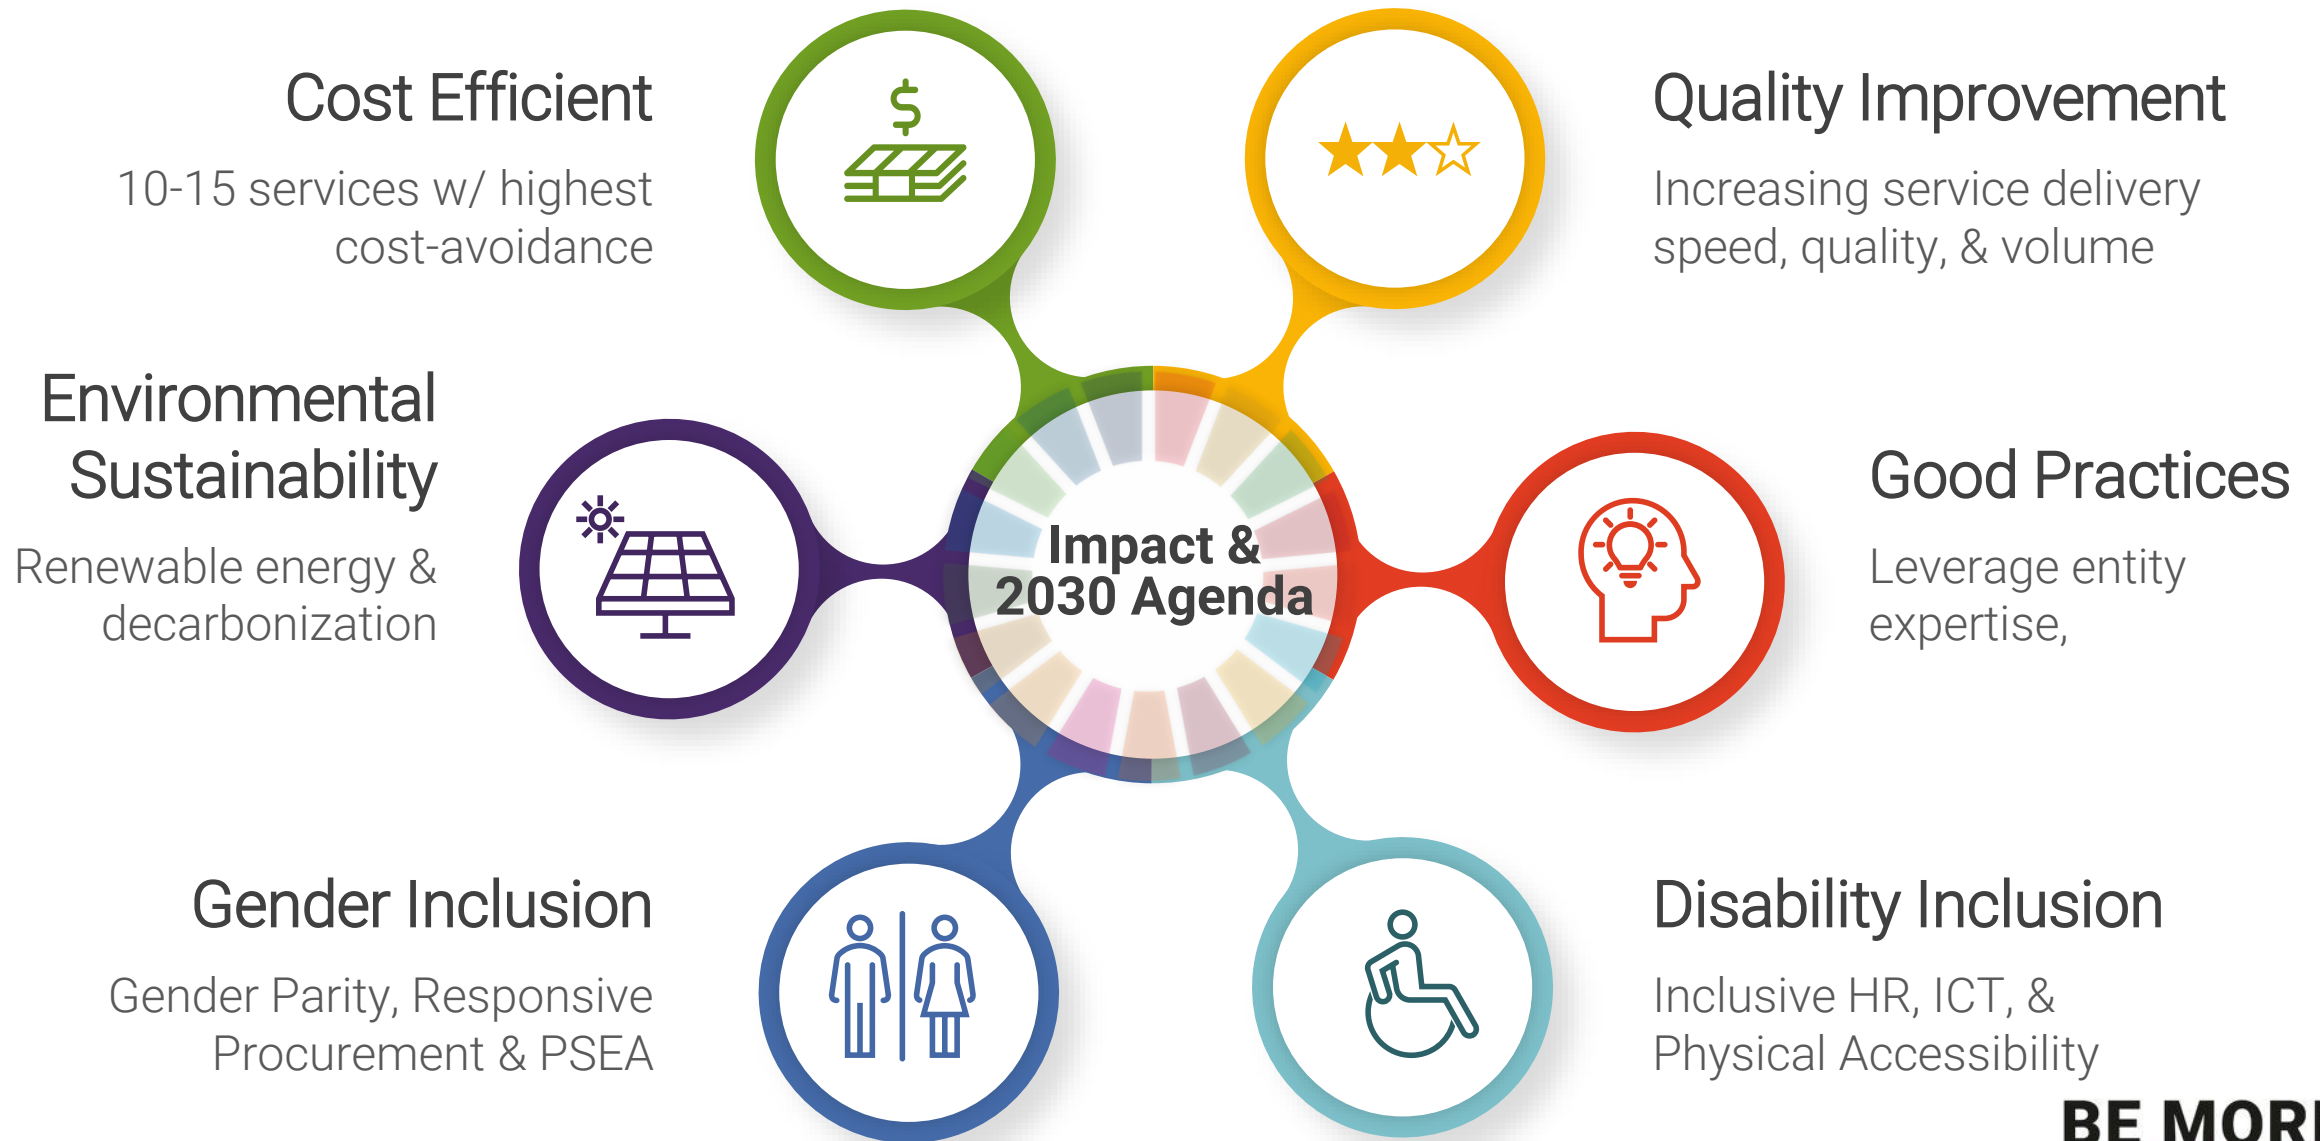 Cost Efficient
10-15 services w/ highest
cost-avoidance
Quality Improvement
Increasing service delivery
speed, quality, & volume
Environmental
Sustainability
Renewable energy &
decarbonization
Impact &
2030 Agenda
Good Practices
Leverage entity
expertise,
Gender Inclusion
Gender Parity, Responsive
Procurement & PSEA
Disability Inclusion
Inclusive HR, ICT, &
Physical Accessibility
BE MORE